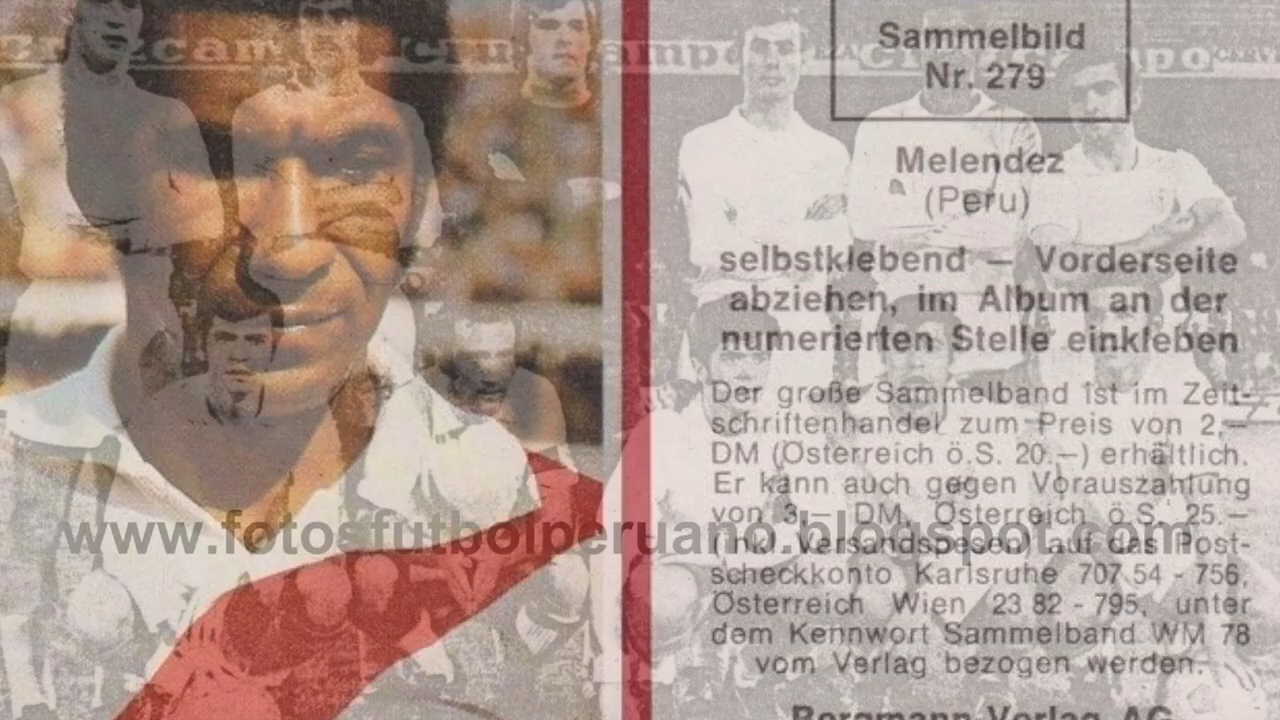 Sammelbild
Nr. 279
Melendez
(Peru)
selbstklebend — Vorderseite
abziehen, im Album an der
numerierten Stelle einkleben
Der große Sammelband ist im Zeit-
schriftenhandel zum Preis von 2,—
DM (Österreich ö.S. 20.—) erhältlich.
Er kann auch gegen Vorauszahlung
von 3,— DM, Österreich ö.S. 25.—
(inkl. Versandspesen) auf das Post-
scheckkonto Karlsruhe 707 54 - 756,
Österreich Wien 23 82 - 795, unter
dem Kennwort Sammelband WM 78
vom Verlag bezogen werden.
Bergmann Verlag AG
www.fotosfutbolperuano.blogspot.com